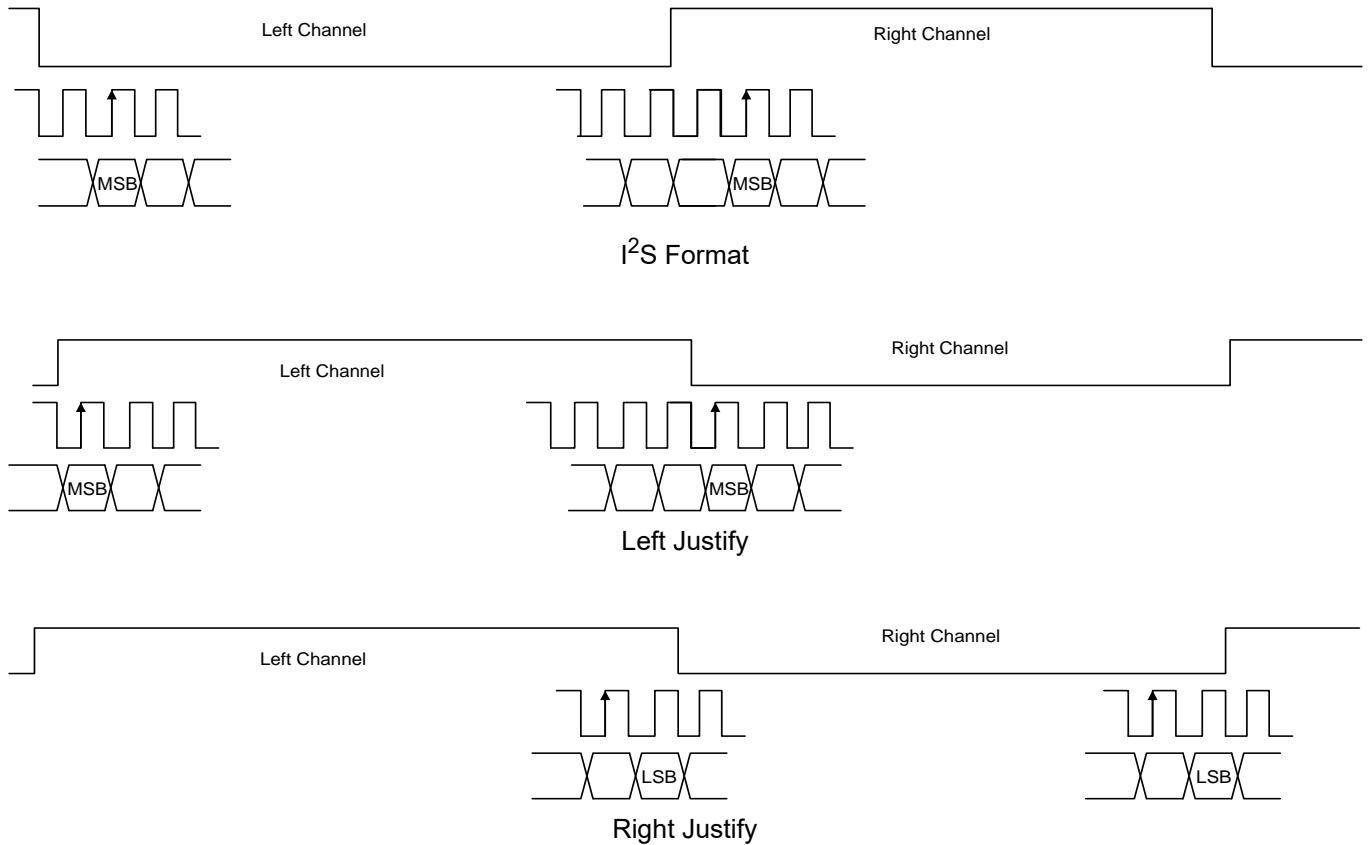 Left Channel
Right Channel
MSB
MSB
I²S Format
Left Channel
Right Channel
MSB
MSB
Left Justify
Left Channel
Right Channel
LSB
LSB
Right Justify